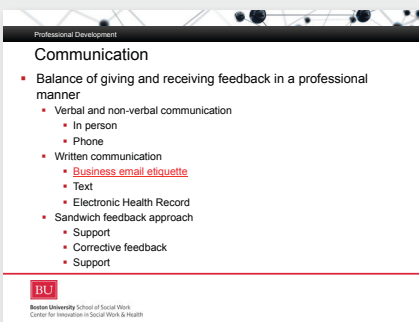 Professional Development
Communication
▪ Balance of giving and receiving feedback in a professional
manner
▪ Verbal and non-verbal communication
▪ In person
▪ Phone
▪ Written communication
▪ Business email etiquette
▪ Text
▪ Electronic Health Record
▪ Sandwich feedback approach
▪ Support
▪ Corrective feedback
▪ Support
BU
Boston University School of Social Work
Center for Innovation in Social Work & Health